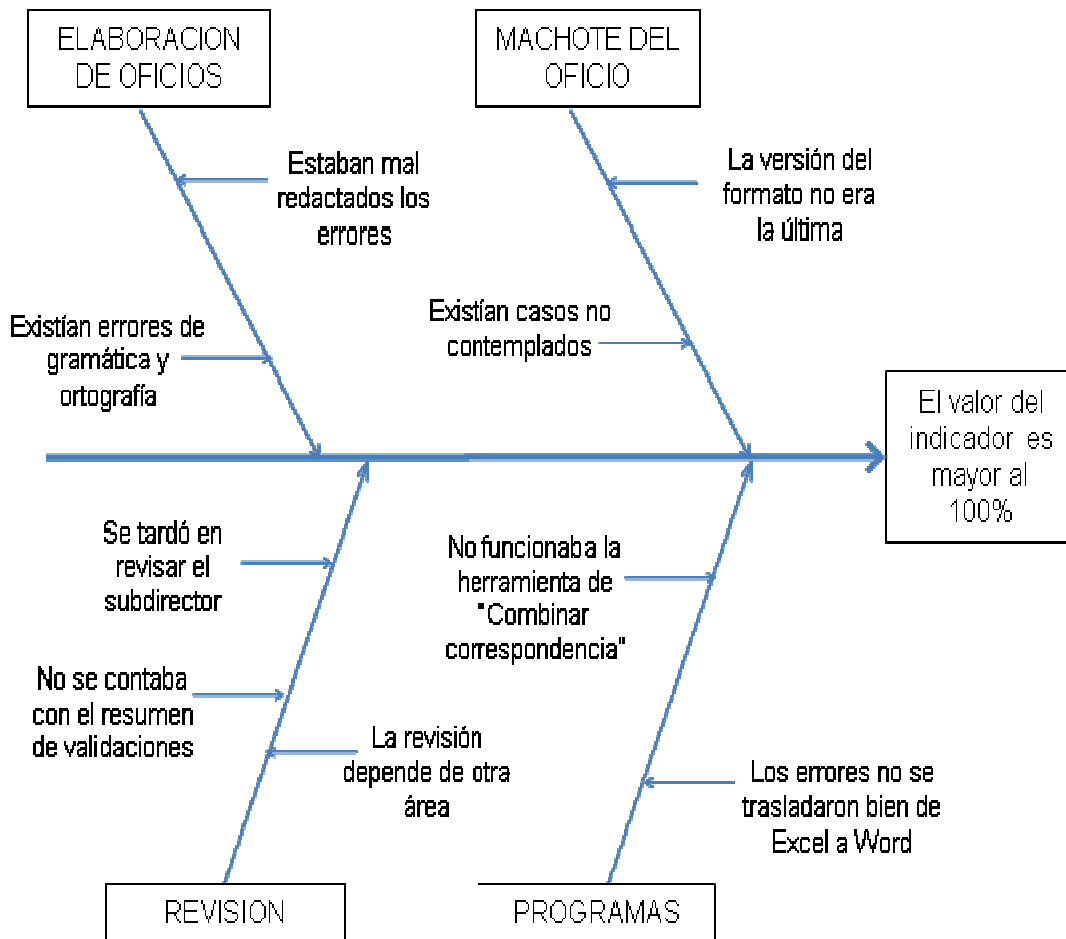 ELABORACION
DE OFICIOS
MACHOTE DEL
OFICIO
Estaban mal
redactados los
errores
La versión del
formato no era
la última
Existían errores de
gramática y
ortografía
Existían casos no
contemplados
El valor del
indicador es
mayor al
100%
Se tardó en
revisar el
subdirector
No funcionaba la
herramienta de
"Combinar
correspondencia"
No se contaba
con el resumen
de validaciones
La revisión
depende de otra
área
Los errores no se
trasladaron bien de
Excel a Word
REVISION
PROGRAMAS